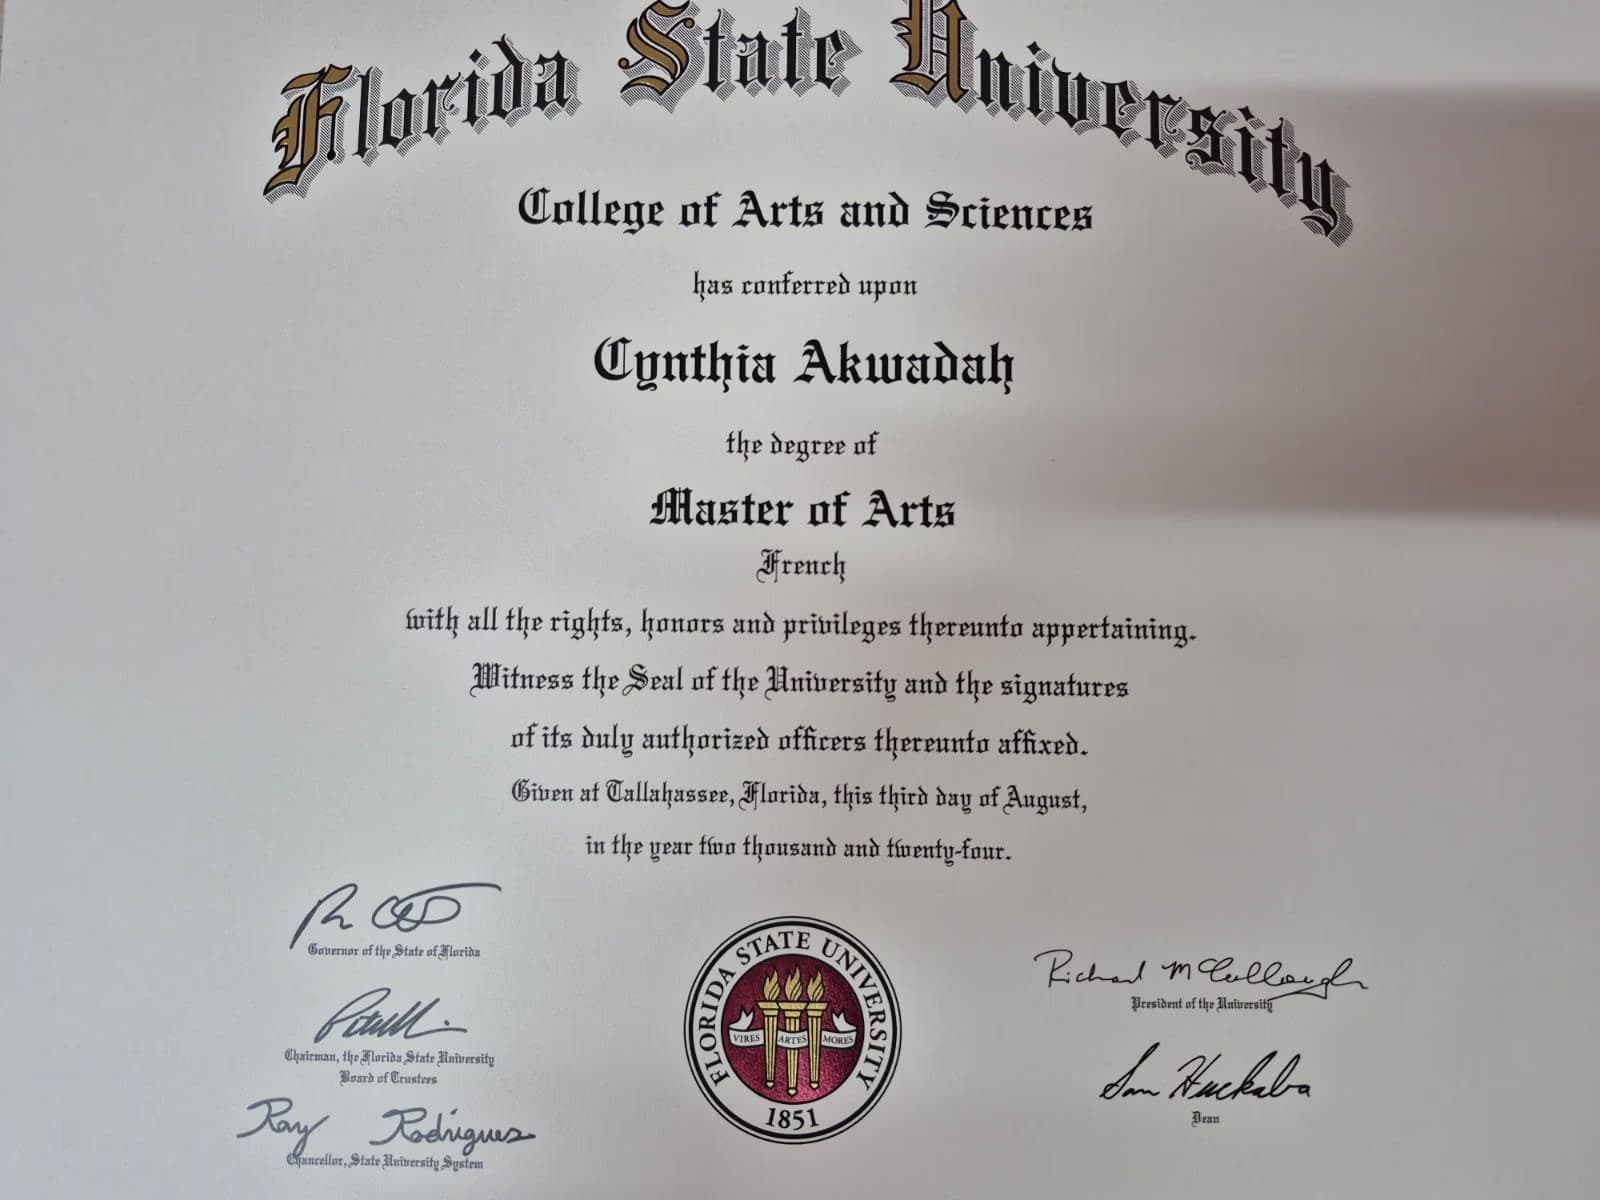 Florida State University
College of Arts and Sciences
has conferred upon
Cynthia Akwadah
the degree of
Master of Arts
French
with all the rights, honors and privileges thereunto appertaining.
Witness the Seal of the University and the signatures
of its duly authorized officers thereunto affixed.
Given at Tallahassee, Florida, this third day of August,
in the year two thousand and twenty-four.
Governor of the State of Florida
Chairman, the Florida State University
Board of Trustees
Ray Rodrigues
Chancellor, State University System
FLORIDA STATE UNIVERSITY
VIRES ARTES MORES
1851
Richard McCullough
President of the University
Sam Huckaba
Dean